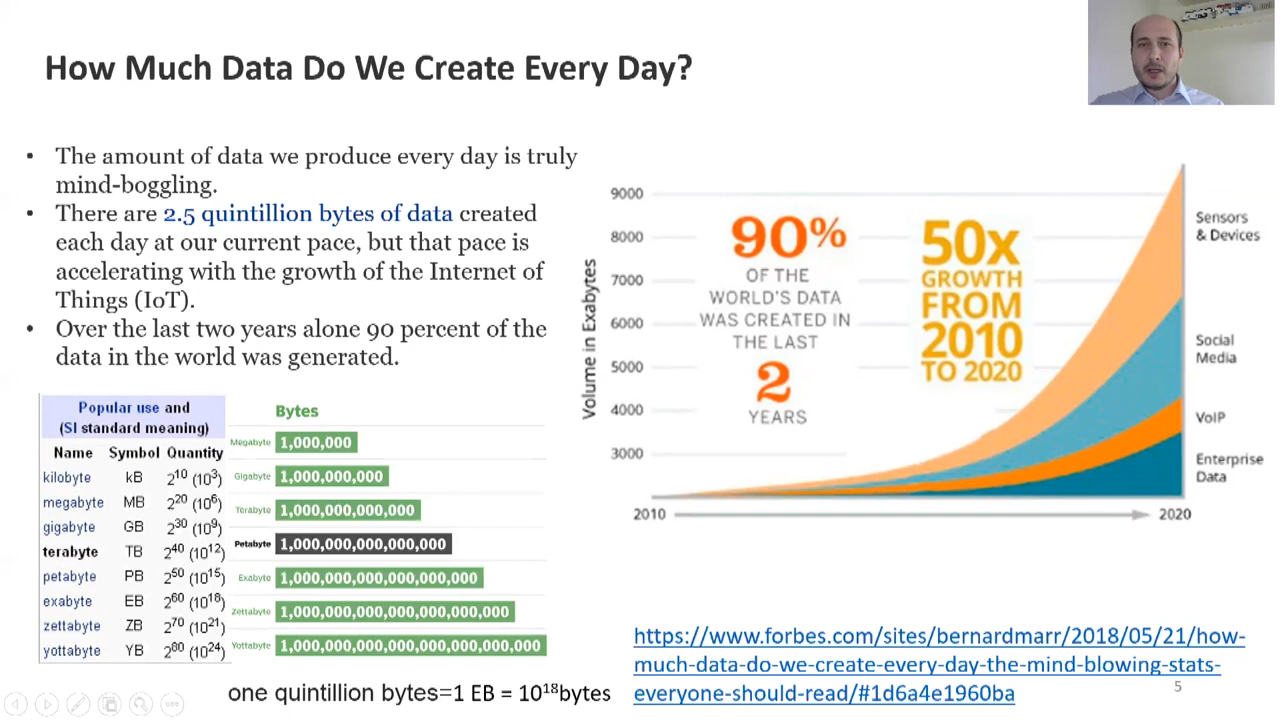 How Much Data Do We Create Every Day?
• The amount of data we produce every day is truly
mind-boggling.
• There are 2.5 quintillion bytes of data created
each day at our current pace, but that pace is
accelerating with the growth of the Internet of
Things (IoT).
• Over the last two years alone 90 percent of the
data in the world was generated.
Popular use and
(SI standard meaning)
Name Symbol Quantity
kilobyte kB 2^10 (10^3)
megabyte MB 2^20 (10^6)
gigabyte GB 2^30 (10^9)
terabyte TB 2^40 (10^12)
petabyte PB 2^50 (10^15)
exabyte EB 2^60 (10^18)
zettabyte ZB 2^70 (10^21)
yottabyte YB 2^80 (10^24)
Bytes
Megabyte 1,000,000
Gigabyte 1,000,000,000
Terabyte 1,000,000,000,000
Petabyte 1,000,000,000,000,000
Exabyte 1,000,000,000,000,000,000
Zettabyte 1,000,000,000,000,000,000,000
Yottabyte 1,000,000,000,000,000,000,000,000
one quintillion bytes=1 EB = 10^18 bytes
Volume in Exabytes
9000
8000
7000
6000
5000
4000
3000
90%
OF THE
WORLD'S DATA
WAS CREATED IN
THE LAST
2
YEARS
50x
GROWTH
FROM
2010
TO 2020
Sensors
& Devices
Social
Media
VoIP
Enterprise
Data
2010
2020
https://www.forbes.com/sites/bernardmarr/2018/05/21/how-
much-data-do-we-create-every-day-the-mind-blowing-stats-
everyone-should-read/#1d6a4e1960ba
5